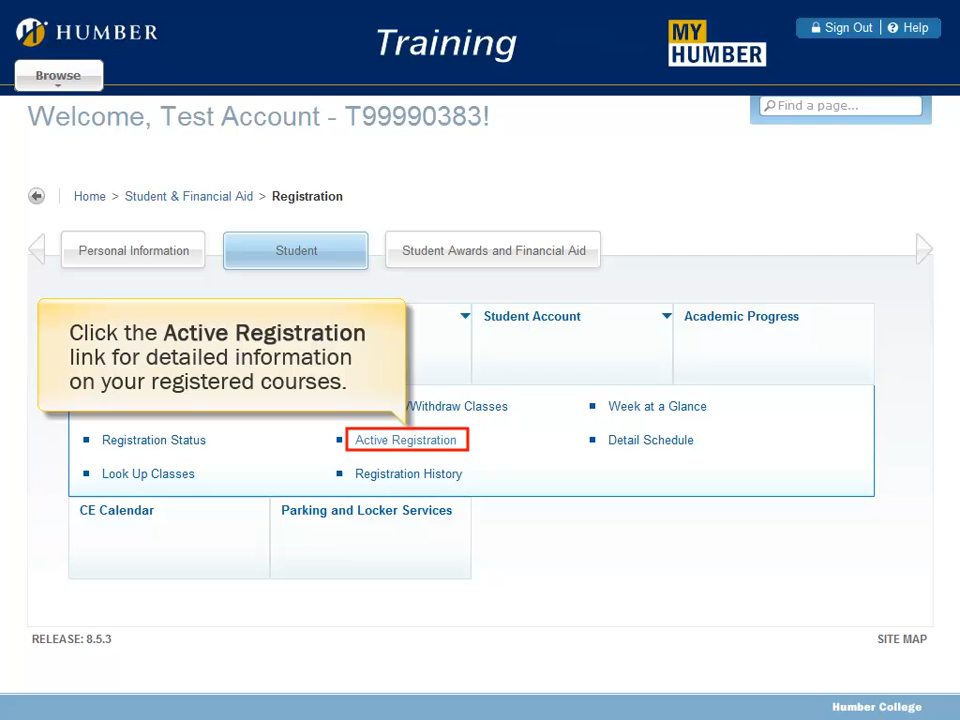 HUMBER
Training
MY
HUMBER
Sign Out | Help
Browse
Welcome, Test Account - T99990383!
Find a page...
Home > Student & Financial Aid > Registration
Personal Information
Student
Student Awards and Financial Aid
Click the Active Registration
link for detailed information
on your registered courses.
Student Account
Academic Progress
/Withdraw Classes
Week at a Glance
Registration Status
Active Registration
Detail Schedule
Look Up Classes
Registration History
CE Calendar
Parking and Locker Services
RELEASE: 8.5.3
SITE MAP
Humber College